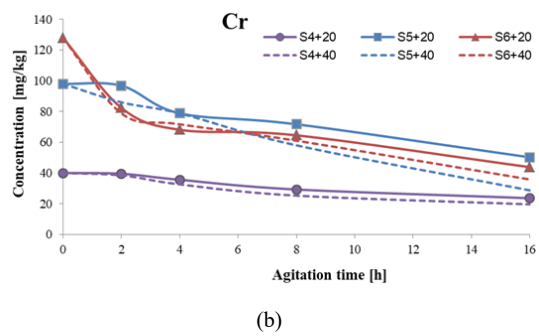 Cr
S4+20 S5+20 S6+20
S4+40 S5+40 S6+40
Concentration [mg/kg]
140
120
100
80
60
40
20
0
0 2 4 6 8 10 12 14 16
Agitation time [h]
(b)